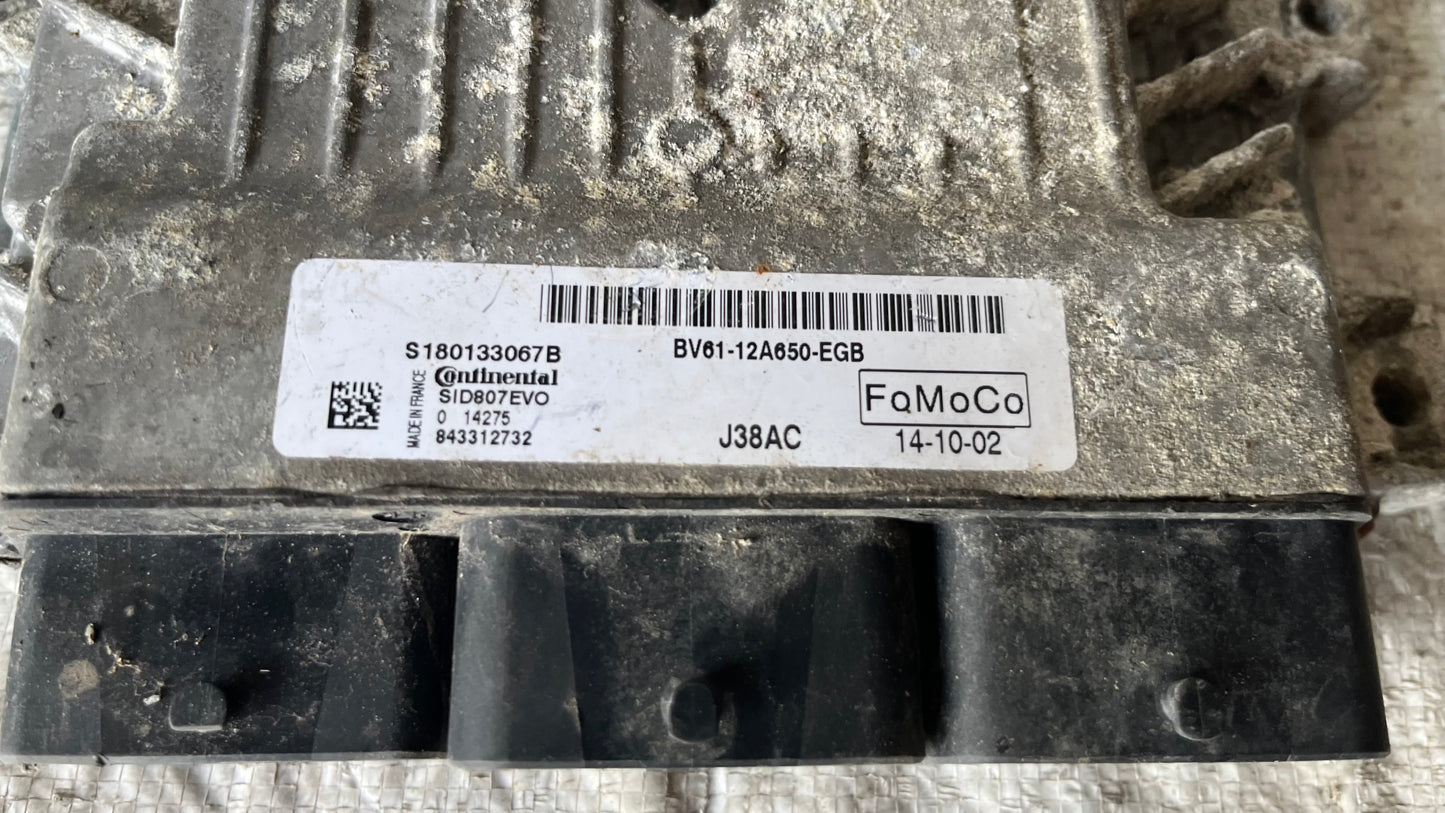 S180133067B
BV61-12A650-EGB
MADE IN FRANCE
Continental
SID807EVO
0 14275
843312732
J38AC
FoMoCo
14-10-02